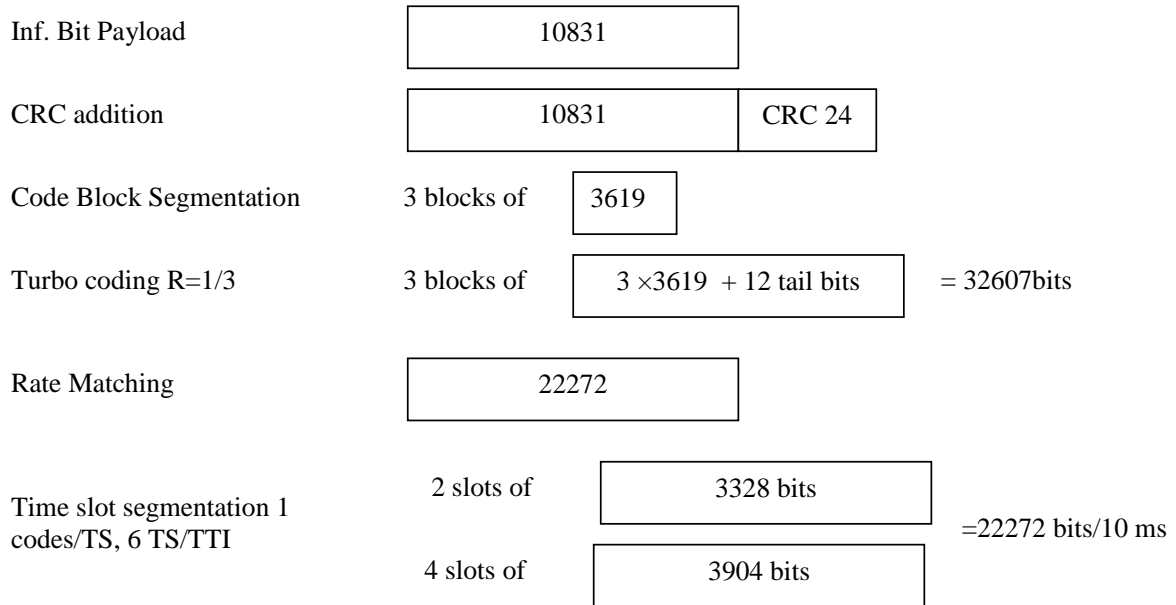 Inf. Bit Payload 10831
CRC addition 10831 CRC 24
Code Block Segmentation 3 blocks of 3619
Turbo coding R=1/3 3 blocks of 3 ×3619 + 12 tail bits = 32607bits
Rate Matching 22272
2 slots of 3328 bits
Time slot segmentation 1
codes/TS, 6 TS/TTI
=22272 bits/10 ms
4 slots of 3904 bits